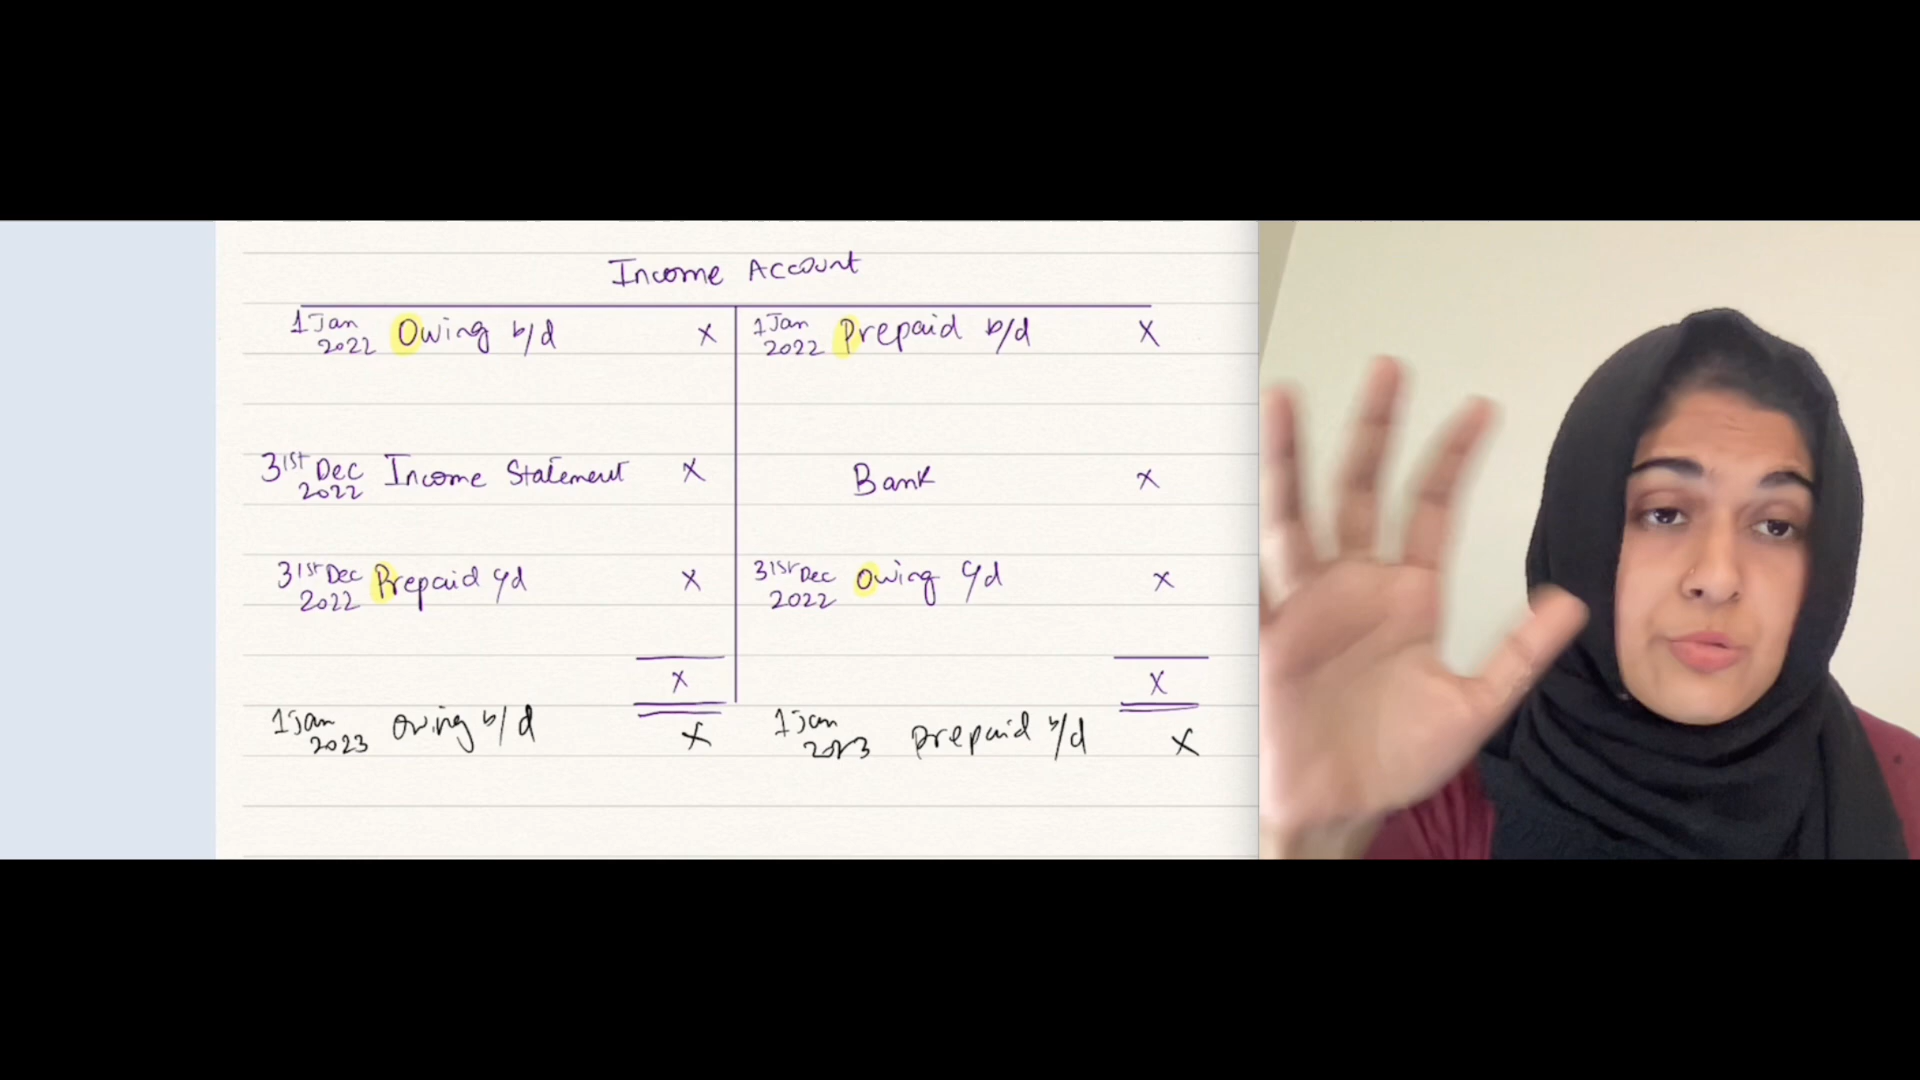 Income Account
1 Jan 2022 Owing b/d X 1 Jan 2022 Prepaid b/d X
31st Dec 2022 Income Statement X Bank X
31st Dec 2022 Prepaid c/d X 31st Dec 2022 Owing c/d X
X X
1 Jan 2023 owing b/d X 1 Jan 2023 prepaid b/d X